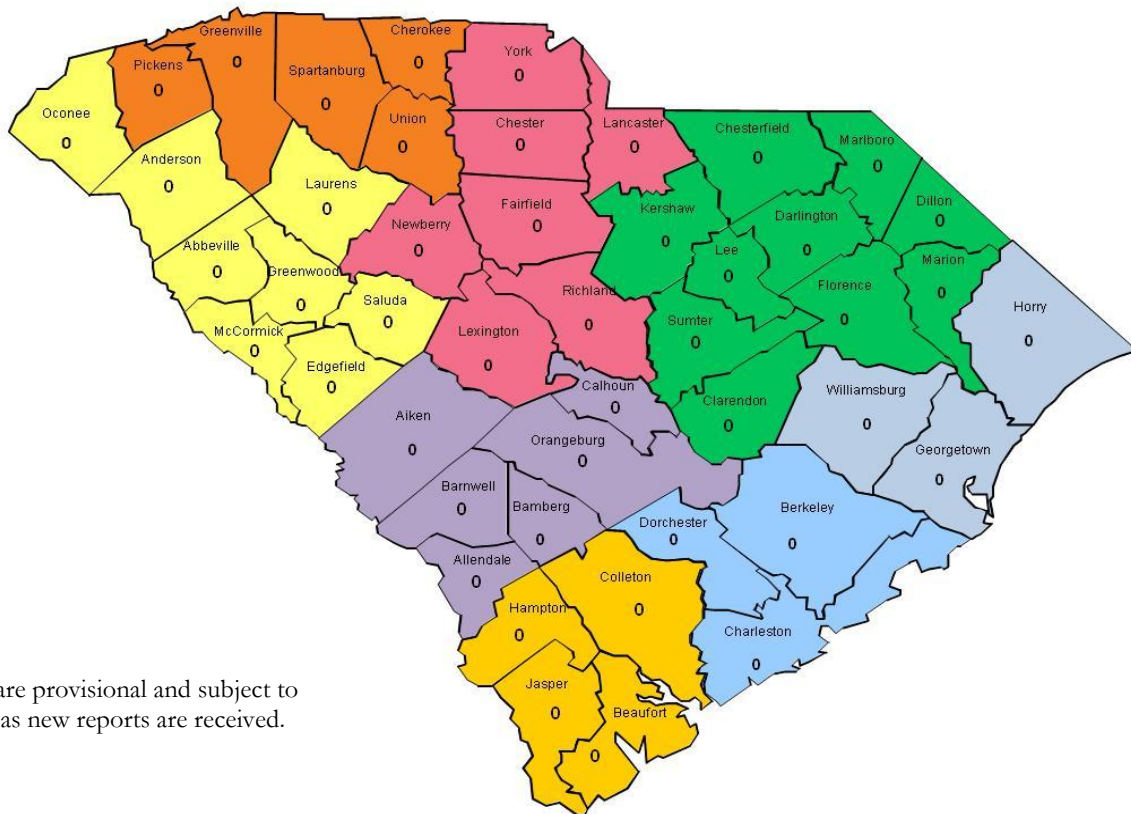 Greenville
0
Cherokee
0
York
0
Pickens
0
Spartanburg
0
Oconee
0
Union
0
Chester
0
Lancaster
0
Chesterfield
0
Marlboro
0
Anderson
0
Laurens
0
Fairfield
0
Newberry
0
Kershaw
0
Darlington
0
Dillon
0
Abbeville
0
Greenwood
0
Lee
0
Marion
0
Saluda
0
Richland
0
Florence
0
Horry
0
McCormick
0
Lexington
0
Sumter
0
Edgefield
0
Calhoun
0
Williamsburg
0
Clarendon
0
Aiken
0
Orangeburg
0
Georgetown
0
Barnwell
0
Bamberg
0
Berkeley
0
Dorchester
0
Allendale
0
Colleton
0
Hampton
0
Charleston
0
Jasper
0
Beaufort
0
are provisional and subject to
as new reports are received.